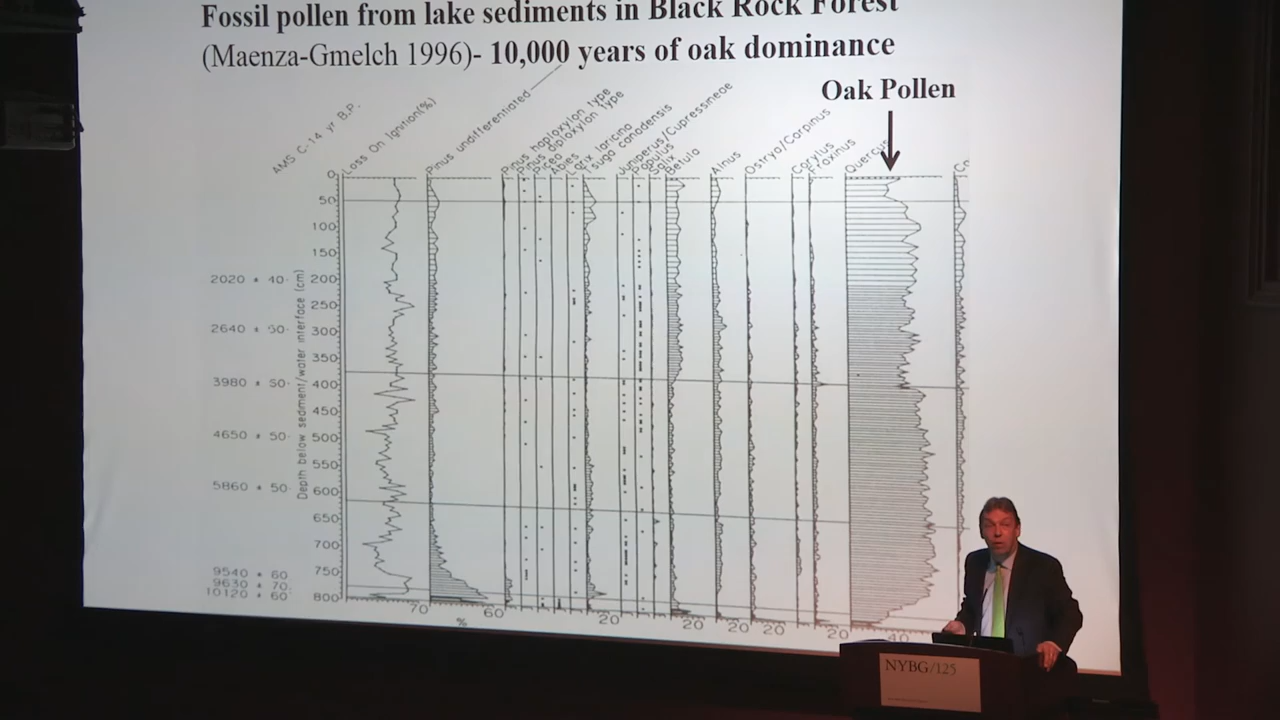 Fossil pollen from lake sediments in Black Rock Forest
(Maenza-Gmelch 1996)- 10,000 years of oak dominance
Oak Pollen
AMS C-14 yr B.P.
Loss On Ignition(%)
Pinus undifferentiated
Pinus haploxylon type
Pinus diploxylon type
Picea
Abies
Larix laricina
Tsuga canadensis
Juniperus/Cupressineae
Populus
Salix
Betula
Alnus
Ostrya/Carpinus
Corylus
Fraxinus
Quercus
Ca
Depth below sediment/water interface (cm)
0
50
100
150
2020 ± 40 200
250
2640 ± 50 300
350
3980 ± 50 400
450
4650 ± 50 500
550
5860 ± 50 600
650
700
9540 ± 60 750
9630 ± 70
10120 ± 60 800
70 % 60 20 20 20 20 20 40
NYBG/125